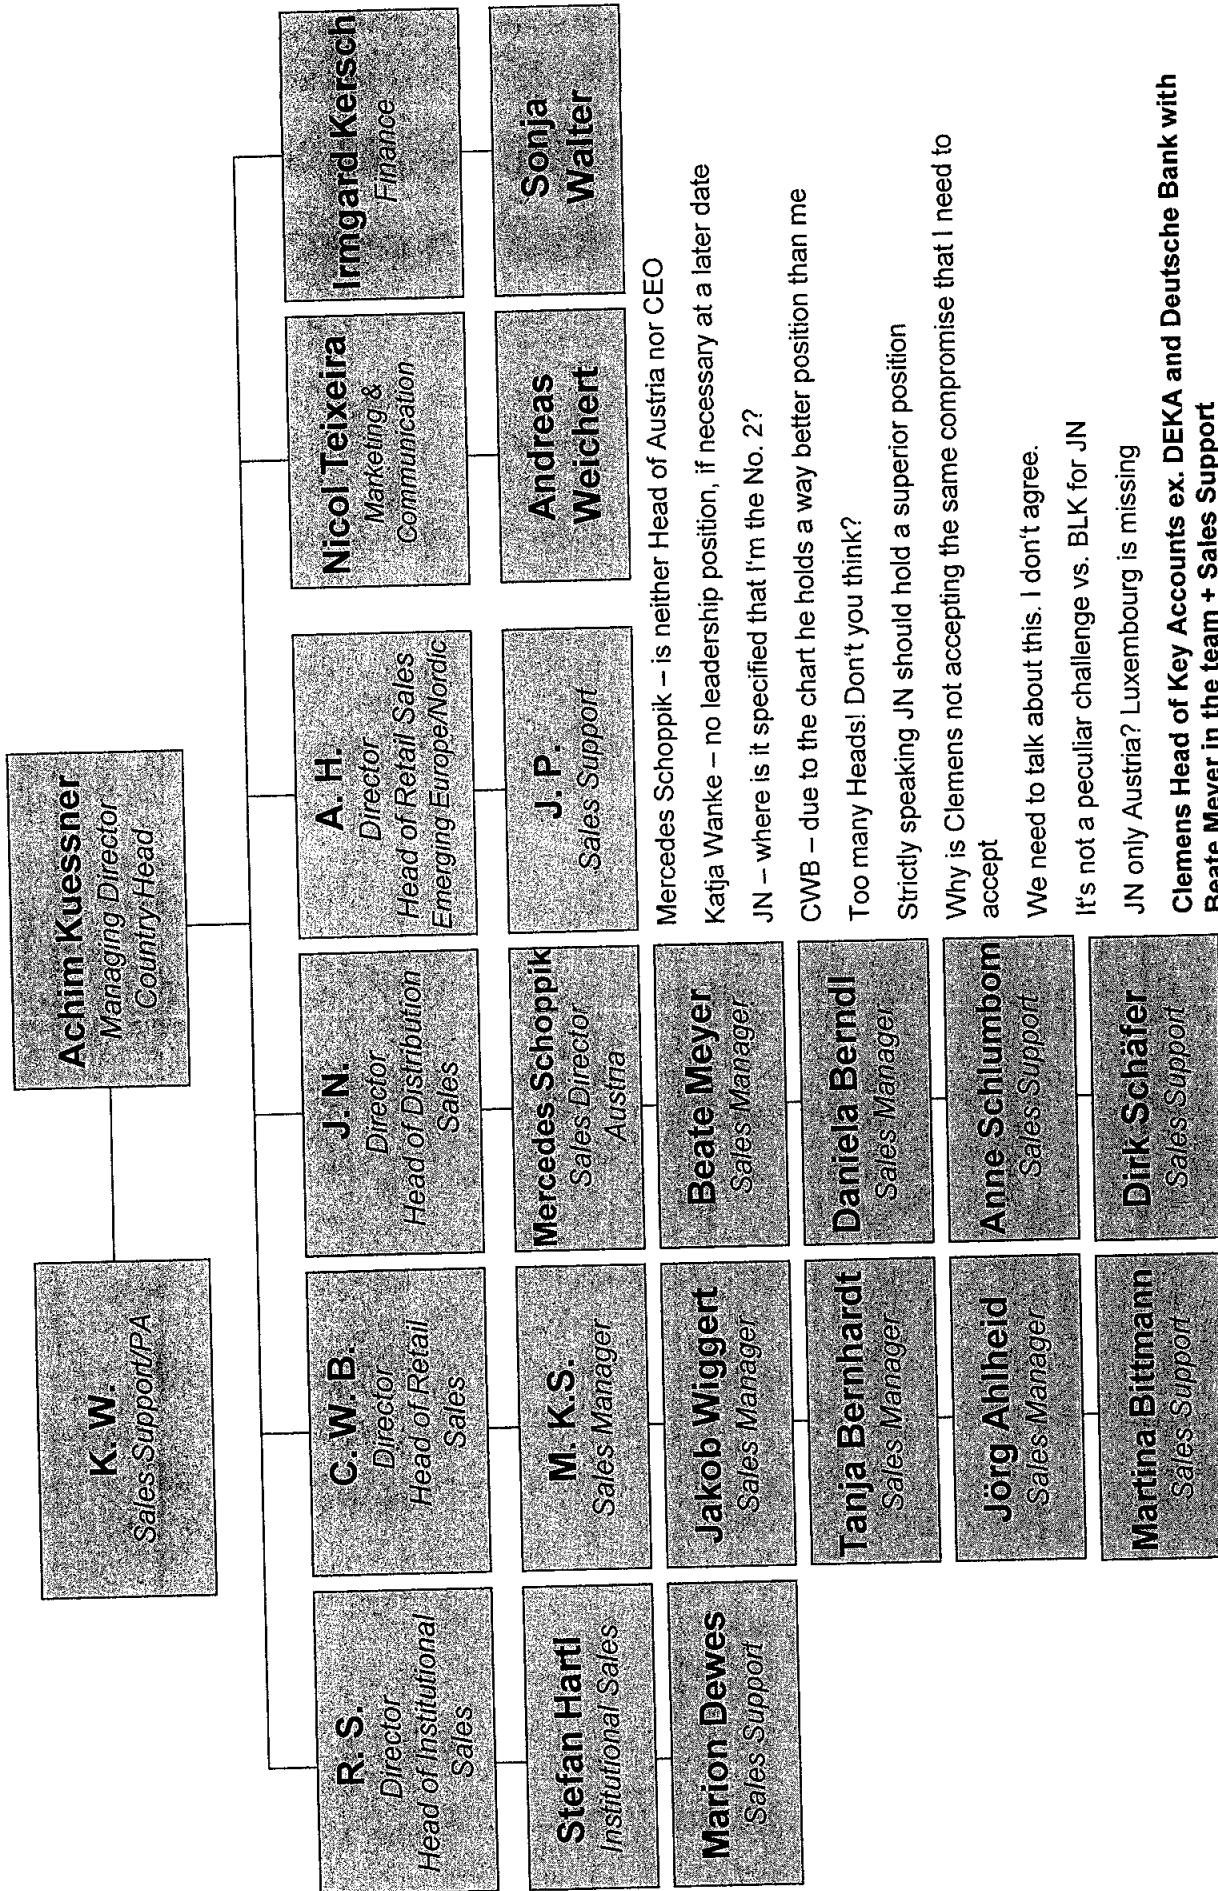 Achim Kuessner
Managing Director
Country Head
K. W.
Sales Support/PA
R. S.
Director
Head of Institutional
Sales
Stefan Hartl
Institutional Sales
Marion Dewes
Sales Support
C. W. B.
Director
Head of Retail
Sales
M. K.S.
Sales Manager
Jakob Wiggert
Sales Manager
Tanja Bernhardt
Sales Manager
Jörg Ahlheid
Sales Manager
Martina Bittmann
Sales Support
J. N.
Director
Head of Distribution
Sales
Mercedes Schoppik
Sales Director
Austria
Beate Meyer
Sales Manager
Daniela Berndl
Sales Manager
Anne Schlumbom
Sales Support
Dirk Schäfer
Sales Support
A. H.
Director
Head of Retail Sales
Emerging Europe/Nordic
J. P.
Sales Support
Nicol Teixeira
Marketing &
Communication
Andreas
Weichert
Irmgard Kersch
Finance
Sonja
Walter
Mercedes Schoppik – is neither Head of Austria nor CEO
Katja Wanke – no leadership position, if necessary at a later date
JN – where is it specified that I'm the No. 2?
CWB – due to the chart he holds a way better position than me
Too many Heads! Don't you think?
Strictly speaking JN should hold a superior position
Why is Clemens not accepting the same compromise that I need to
accept
We need to talk about this. I don't agree.
It's not a peculiar challenge vs. BLK for JN
JN only Austria? Luxembourg is missing
Clemens Head of Key Accounts ex. DEKA and Deutsche Bank with
Beate Meyer in the team + Sales Support